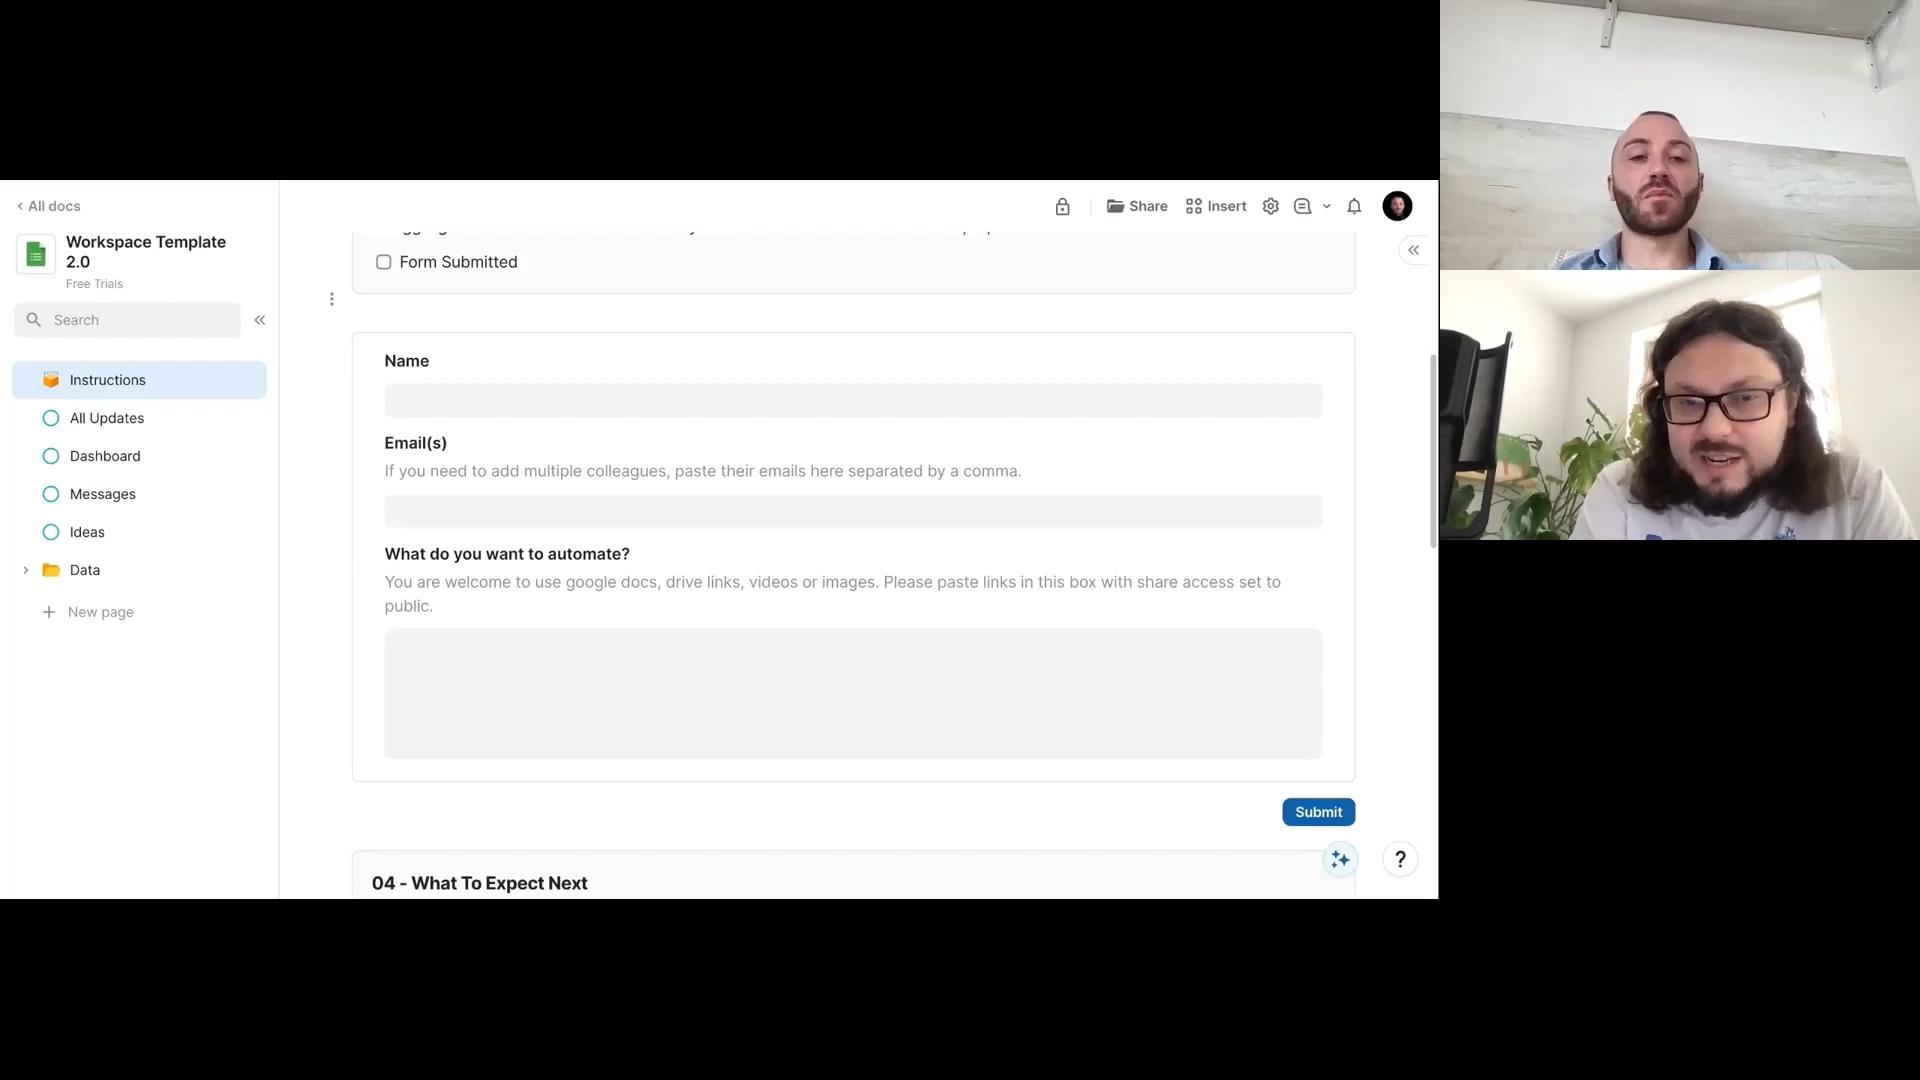 All docs
Workspace Template
2.0
Free Trials
Search
Instructions
All Updates
Dashboard
Messages
Ideas
Data
New page
Share
Insert
Form Submitted
Name
Email(s)
If you need to add multiple colleagues, paste their emails here separated by a comma.
What do you want to automate?
You are welcome to use google docs, drive links, videos or images. Please paste links in this box with share access set to
public.
Submit
04 - What To Expect Next
?